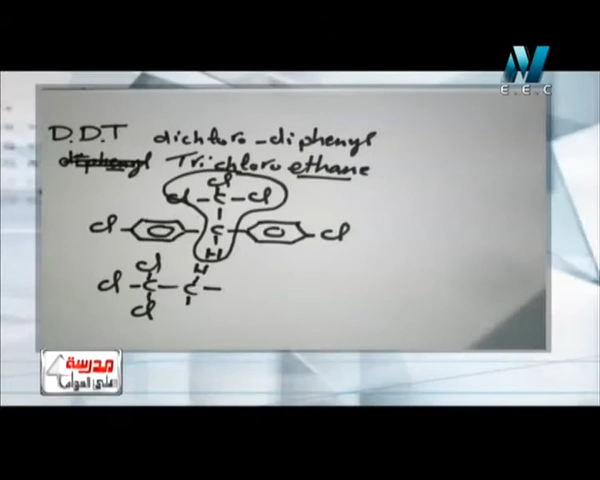 E.E.C
D.D.T dichloro-diphenyl
diphenyl Trichloro ethane
Cl
Cl - C - Cl
Cl - C - Cl
H
Cl H
Cl - C - C -
Cl
مدرسة
على الهواء